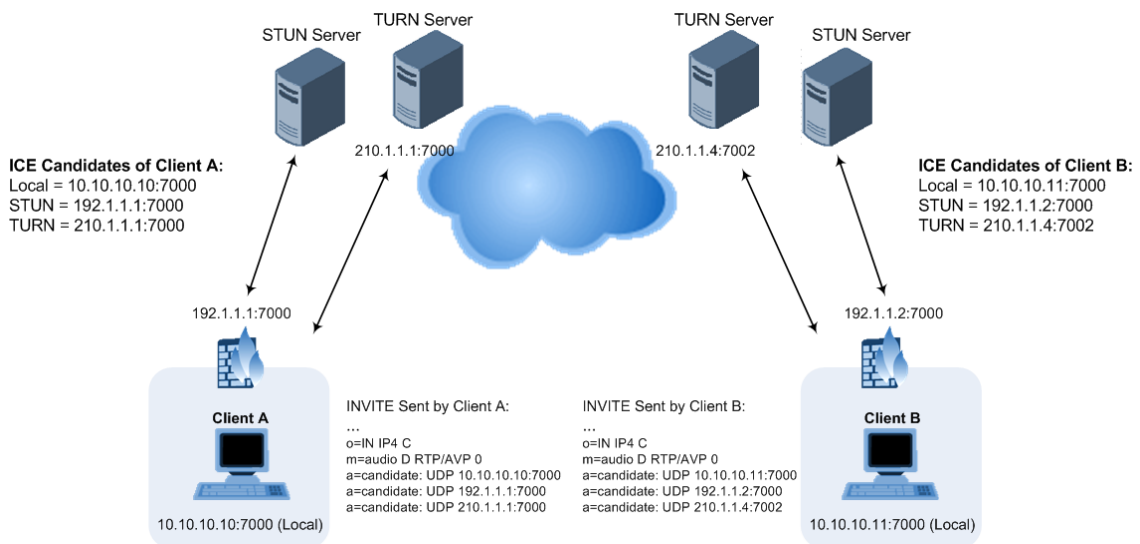 TURN Server
TURN Server
STUN Server
STUN Server
210.1.1.1:7000
210.1.1.4:7002
ICE Candidates of Client A:
Local = 10.10.10.10:7000
STUN = 192.1.1.1:7000
TURN = 210.1.1.1:7000
ICE Candidates of Client B:
Local = 10.10.10.11:7000
STUN = 192.1.1.2:7000
TURN = 210.1.1.4:7002
192.1.1.1:7000
192.1.1.2:7000
Client A
10.10.10.10:7000 (Local)
INVITE Sent by Client A:
...
o=IN IP4 C
m=audio D RTP/AVP 0
a=candidate: UDP 10.10.10.10:7000
a=candidate: UDP 192.1.1.1:7000
a=candidate: UDP 210.1.1.1:7000
INVITE Sent by Client B:
...
o=IN IP4 C
m=audio D RTP/AVP 0
a=candidate: UDP 10.10.10.11:7000
a=candidate: UDP 192.1.1.2:7000
a=candidate: UDP 210.1.1.4:7002
Client B
10.10.10.11:7000 (Local)